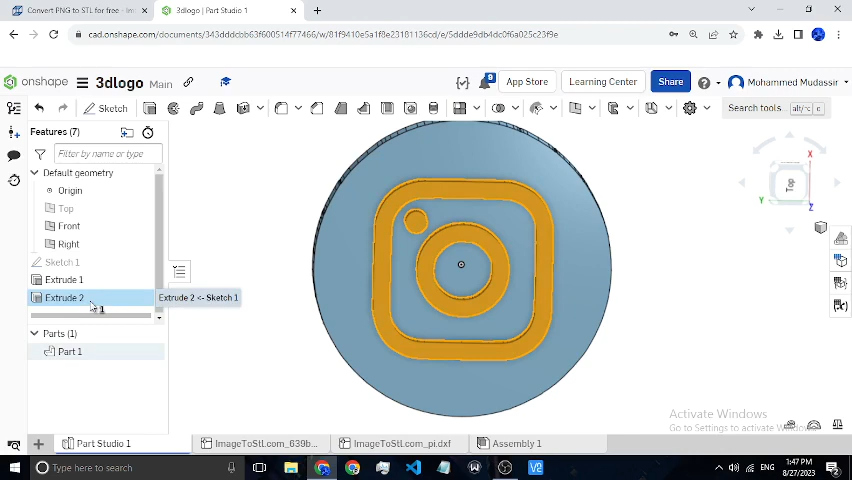 Convert PNG to STL for free - Im
3dlogo | Part Studio 1
cad.onshape.com/documents/343dddcbb63f600514f77466/w/81f9410e5a1f8e23181136cd/e/5ddde9db4dc0f6a025c3f9e
onshape
3dlogo
Main
9
App Store
Learning Center
Share
Mohammed Mudassir
Sketch
Search tools...
alt/⌥ c
Features (7)
Filter by name or type
Default geometry
Origin
Top
Front
Right
Sketch 1
Extrude 1
Extrude 2
Extrude 2 <- Sketch 1
1
Parts (1)
Part 1
X
Top
Y
Z
Activate Windows
Go to Settings to activate Windows.
Part Studio 1
ImageToStl.com_639b...
ImageToStl.com_pi.dxf
Assembly 1
Type here to search
ENG
1:47 PM
8/27/2023